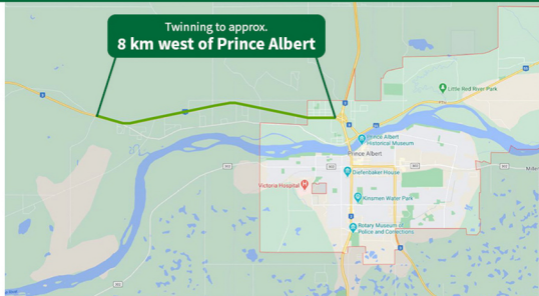 Twinning to approx.
8 km west of Prince Albert
Little Red River Park
Prince Albert
Historical Museum
Prince Albert
Diefenbaker House
Victoria Hospital
Kinsmen Water Park
Rotary Museum of
Police and Corrections